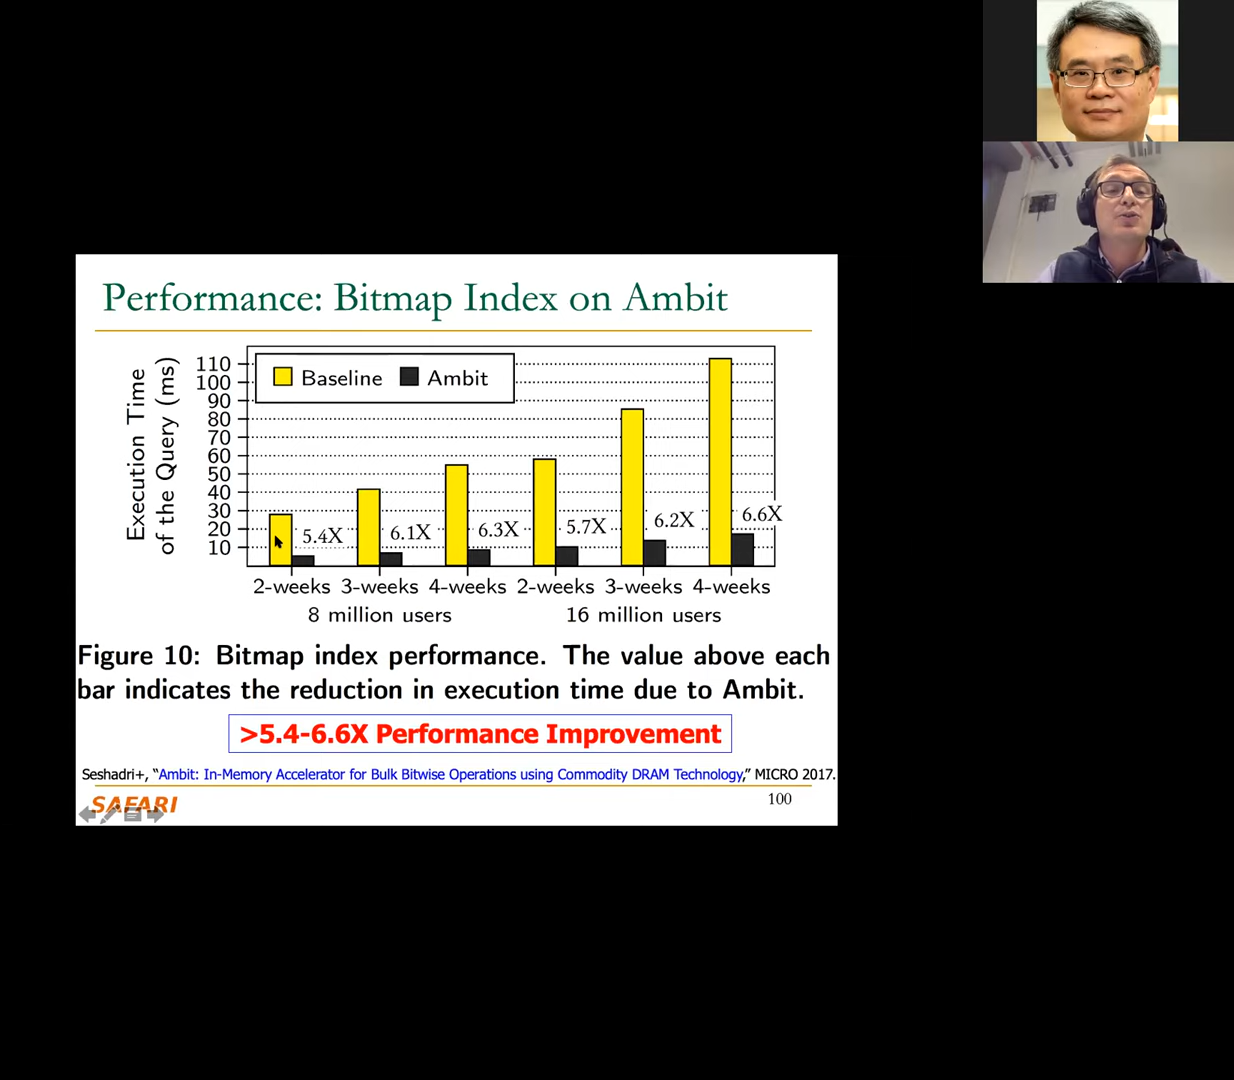 Performance: Bitmap Index on Ambit
Execution Time
of the Query (ms)
110
100
90
80
70
60
50
40
30
20
10
Baseline
Ambit
5.4X
6.1X
6.3X
5.7X
6.2X
6.6X
2-weeks 3-weeks 4-weeks 2-weeks 3-weeks 4-weeks
8 million users
16 million users
Figure 10: Bitmap index performance. The value above each
bar indicates the reduction in execution time due to Ambit.
>5.4-6.6X Performance Improvement
Seshadri+, “Ambit: In-Memory Accelerator for Bulk Bitwise Operations using Commodity DRAM Technology,” MICRO 2017.
SAFARI
100